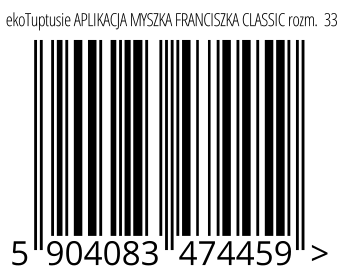 ekoTuptusie APLIKACJA MYSZKA FRANCISZKA CLASSIC rozm. 33
5 904083 474459 >